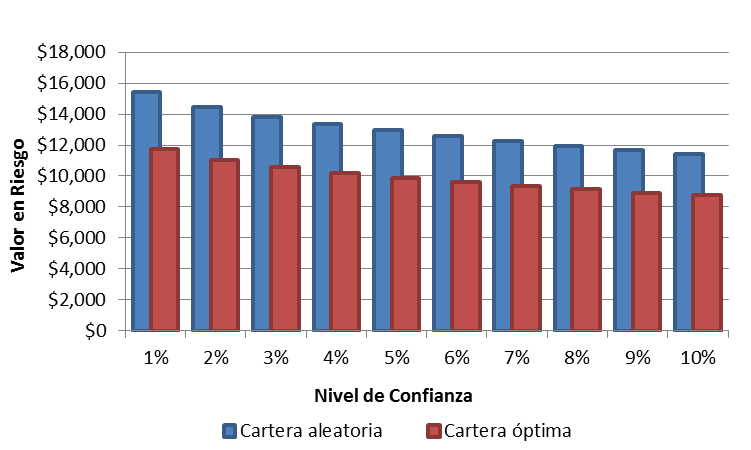 $18,000
$16,000
$14,000
$12,000
$10,000
$8,000
$6,000
$4,000
$2,000
$0
Valor en Riesgo
1% 2% 3% 4% 5% 6% 7% 8% 9% 10%
Nivel de Confianza
Cartera aleatoria Cartera óptima